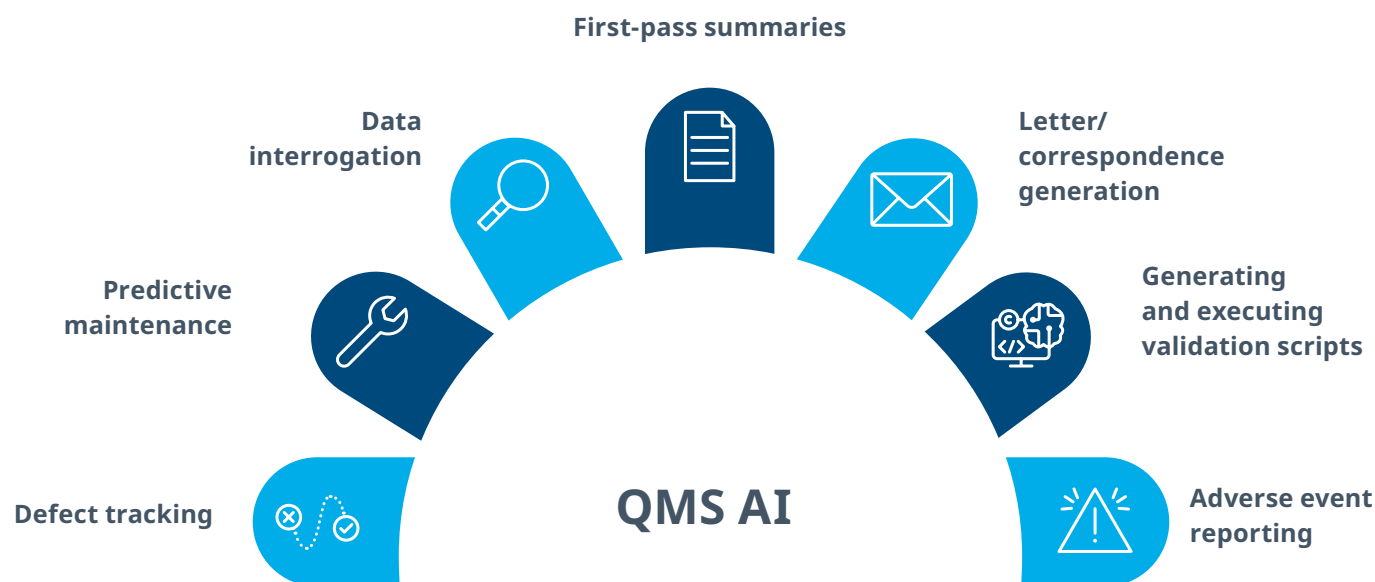 First-pass summaries
Data
interrogation
Letter/
correspondence
generation
Predictive
maintenance
Generating
and executing
validation scripts
C
</>
Defect tracking
QMS AI
Adverse event
reporting